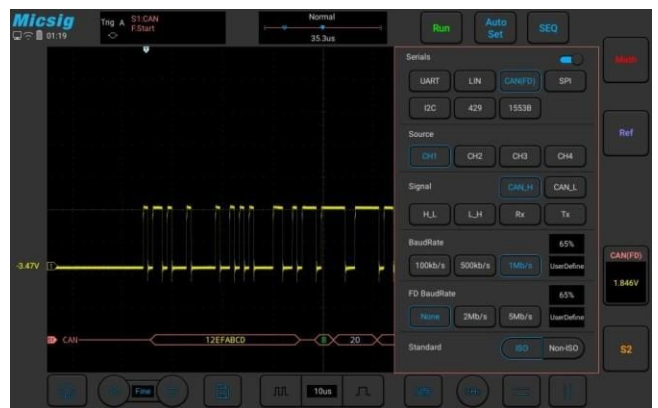 Micsig
Trig A S1:CAN
F.Start
01:19
Normal
35.3us
Run
Auto
Set
SEQ
Serials
UART LIN CAN(FD) SPI
I2C 429 1553B
Source
CH1 CH2 CH3 CH4
Signal CAN_H CAN_L
H_L L_H Rx Tx
BaudRate 65%
100kb/s 500kb/s 1Mb/s UserDefine
FD BaudRate 65%
None 2Mb/s 5Mb/s UserDefine
Standard ISO Non-ISO
Math
Ref
CAN(FD)
1.846V
S2
-3.47V 1
CAN 12EFABCD 8 20
Fine 10us